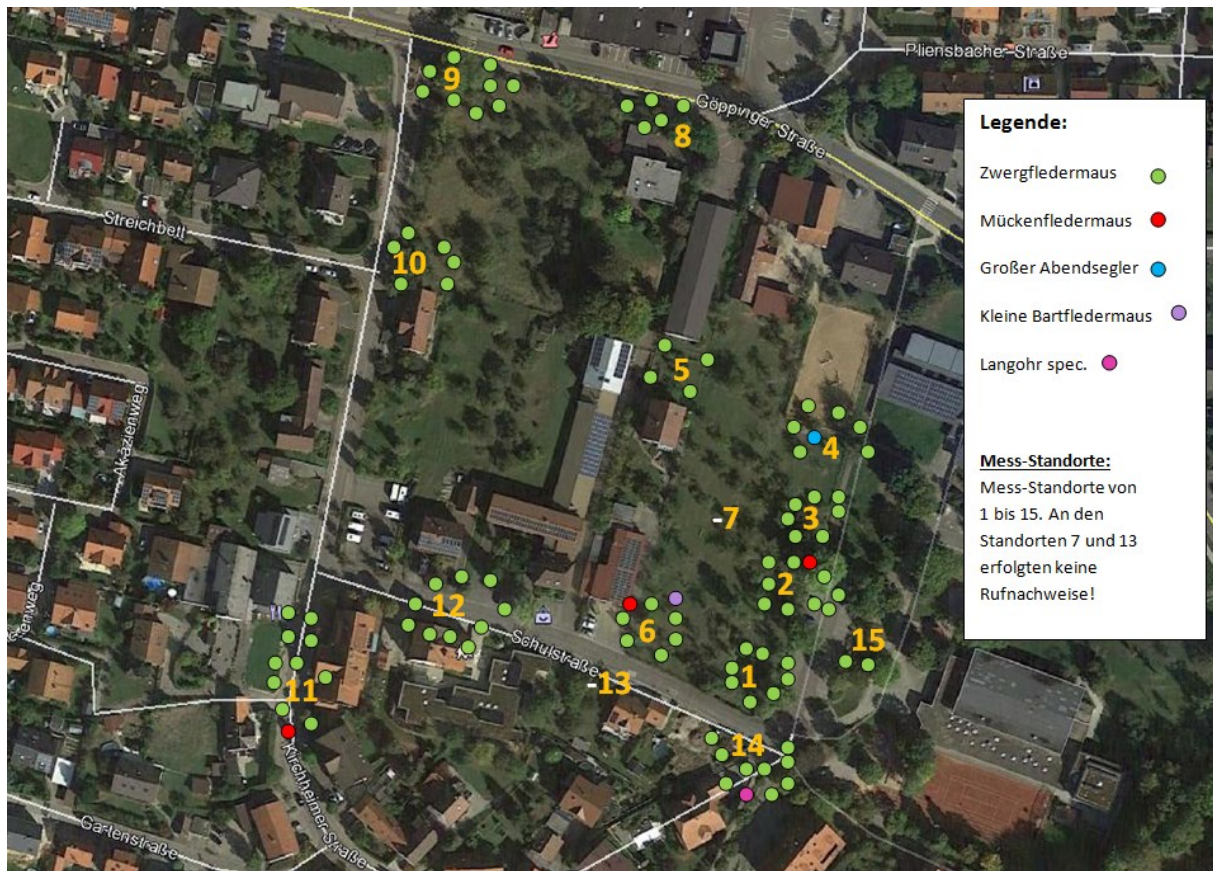 Pliensbacher Straße
Göppinger Straße
9
8
Legende:
Zwergfledermaus
Mückenfledermaus
Großer Abendsegler
Kleine Bartfledermaus
Langohr spec.
Mess-Standorte:
Mess-Standorte von
1 bis 15. An den
Standorten 7 und 13
erfolgten keine
Rufnachweise!
Streichbett
10
5
Akazienweg
4
-7
3
2
12
6
Schulstraße
15
11
-13
1
14
Kirchheimer Straße
Gartenstraße